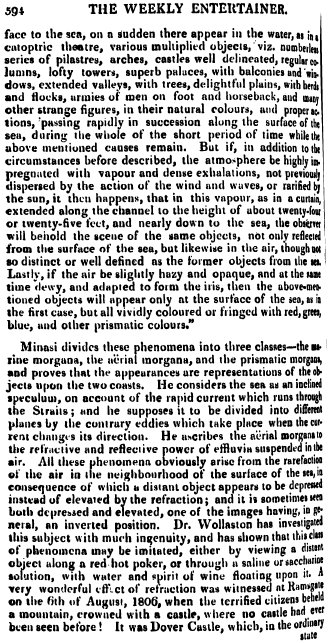 594 THE WEEKLY ENTERTAINER.
face to the sea, on a sudden there appear in the water, as in a
catoptric theatre, various multiplied objects, viz. numberless
series of pilastres, arches, castles well delineated, regular co-
lumns, lofty towers, superb palaces, with balconies and win-
dows, extended valleys, with trees, delightful plains, with herds
and flocks, armies of men on foot and horseback, and many
other strange figures, in their natural colours, and proper ac-
tions, passing rapidly in succession along the surface of the
sea, during the whole of the short period of time while the
above mentioned causes remain. But if, in addition to the
circumstances before described, the atmosphere be highly im-
pregnated with vapour and dense exhalations, not previously
dispersed by the action of the wind and waves, or rarified by
the sun, it then happens, that in this vapour, as in a curtain,
extended along the channel to the height of about twenty-four
or twenty-five feet, and nearly down to the sea, the observer
will behold the scene of the same objects, not only reflected
from the surface of the sea, but likewise in the air, though not
so distinct or well defined as the former objects from the sea.
Lastly, if the air be slightly hazy and opaque, and at the same
time dewy, and adapted to form the iris, then the above-men-
tioned objects will appear only at the surface of the sea, as in
the first case, but all vividly coloured or fringed with red, green,
blue, and other prismatic colours."
Minasi divides these phenomena into three classes—the ma-
rine morgana, the aërial morgana, and the prismatic morgana,
and proves that the appearances are representations of the ob-
jects upon the two coasts. He considers the sea as an inclined
speculum, on account of the rapid current which runs through
the Straits; and he supposes it to be divided into different
planes by the contrary eddies which take place when the cur-
rent changes its direction. He ascribes the aërial morgana to
the refractive and reflective power of effluvia suspended in the
air. All these phenomena obviously arise from the rarefaction
of the air in the neighbourhood of the surface of the sea, in
consequence of which a distant object appears to be depressed
instead of elevated by the refraction; and it is sometimes seen
both depressed and elevated, one of the images having, in ge-
neral, an inverted position. Dr. Wollaston has investigated
this subject with much ingenuity, and has shown that this class
of phenomena may be imitated, either by viewing a distant
object along a red hot poker, or through a saline or saccharine
solution, with water and spirit of wine floating upon it. A
very wonderful effect of refraction was witnessed at Ramsgate
on the 6th of August, 1806, when the terrified citizens beheld
a mountain, crowned with a castle, where no castle had ever
been seen before! It was Dover Castle, which, in the ordinary
state